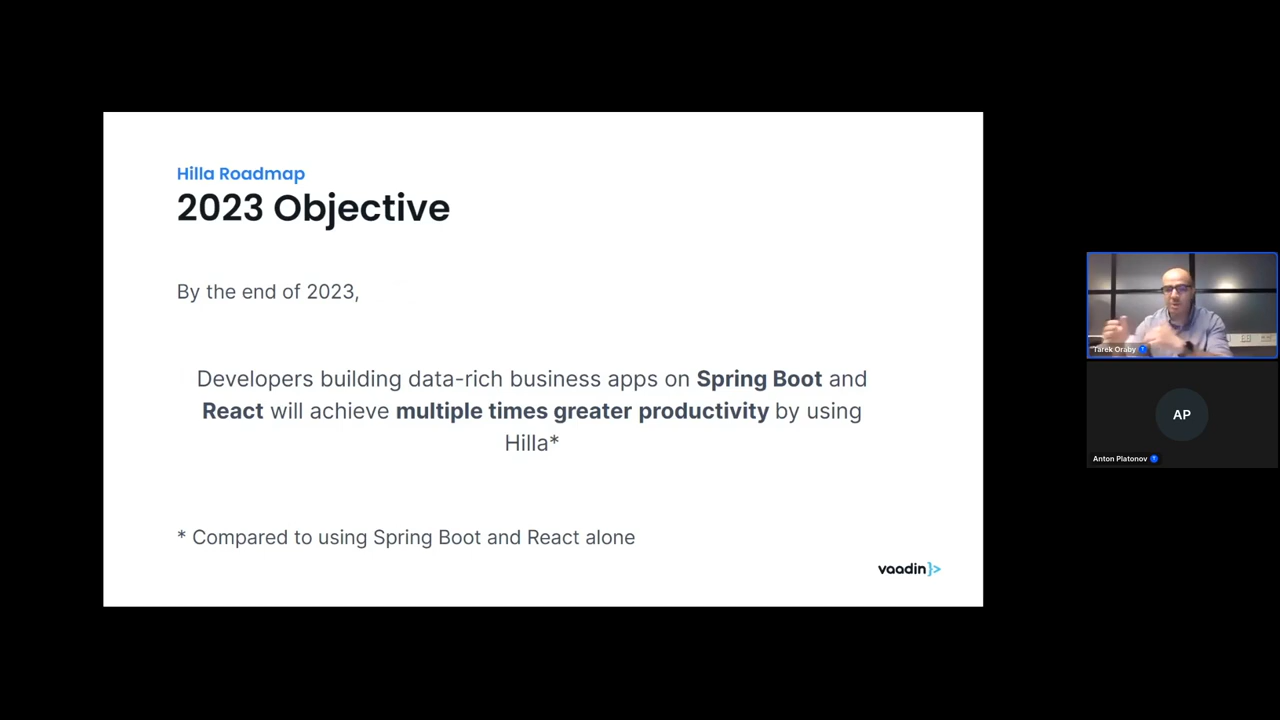 Hilla Roadmap
2023 Objective
By the end of 2023,
Developers building data-rich business apps on Spring Boot and
React will achieve multiple times greater productivity by using
Hilla*
* Compared to using Spring Boot and React alone
vaadin}>
Tarek Oraby
AP
Anton Platonov